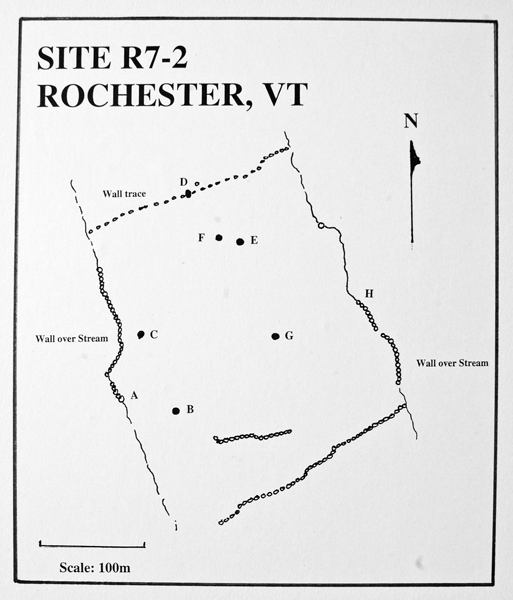 SITE R7-2
ROCHESTER, VT
N
D
Wall trace
F
E
H
Wall over Stream
C
G
Wall over Stream
A
B
Scale: 100m